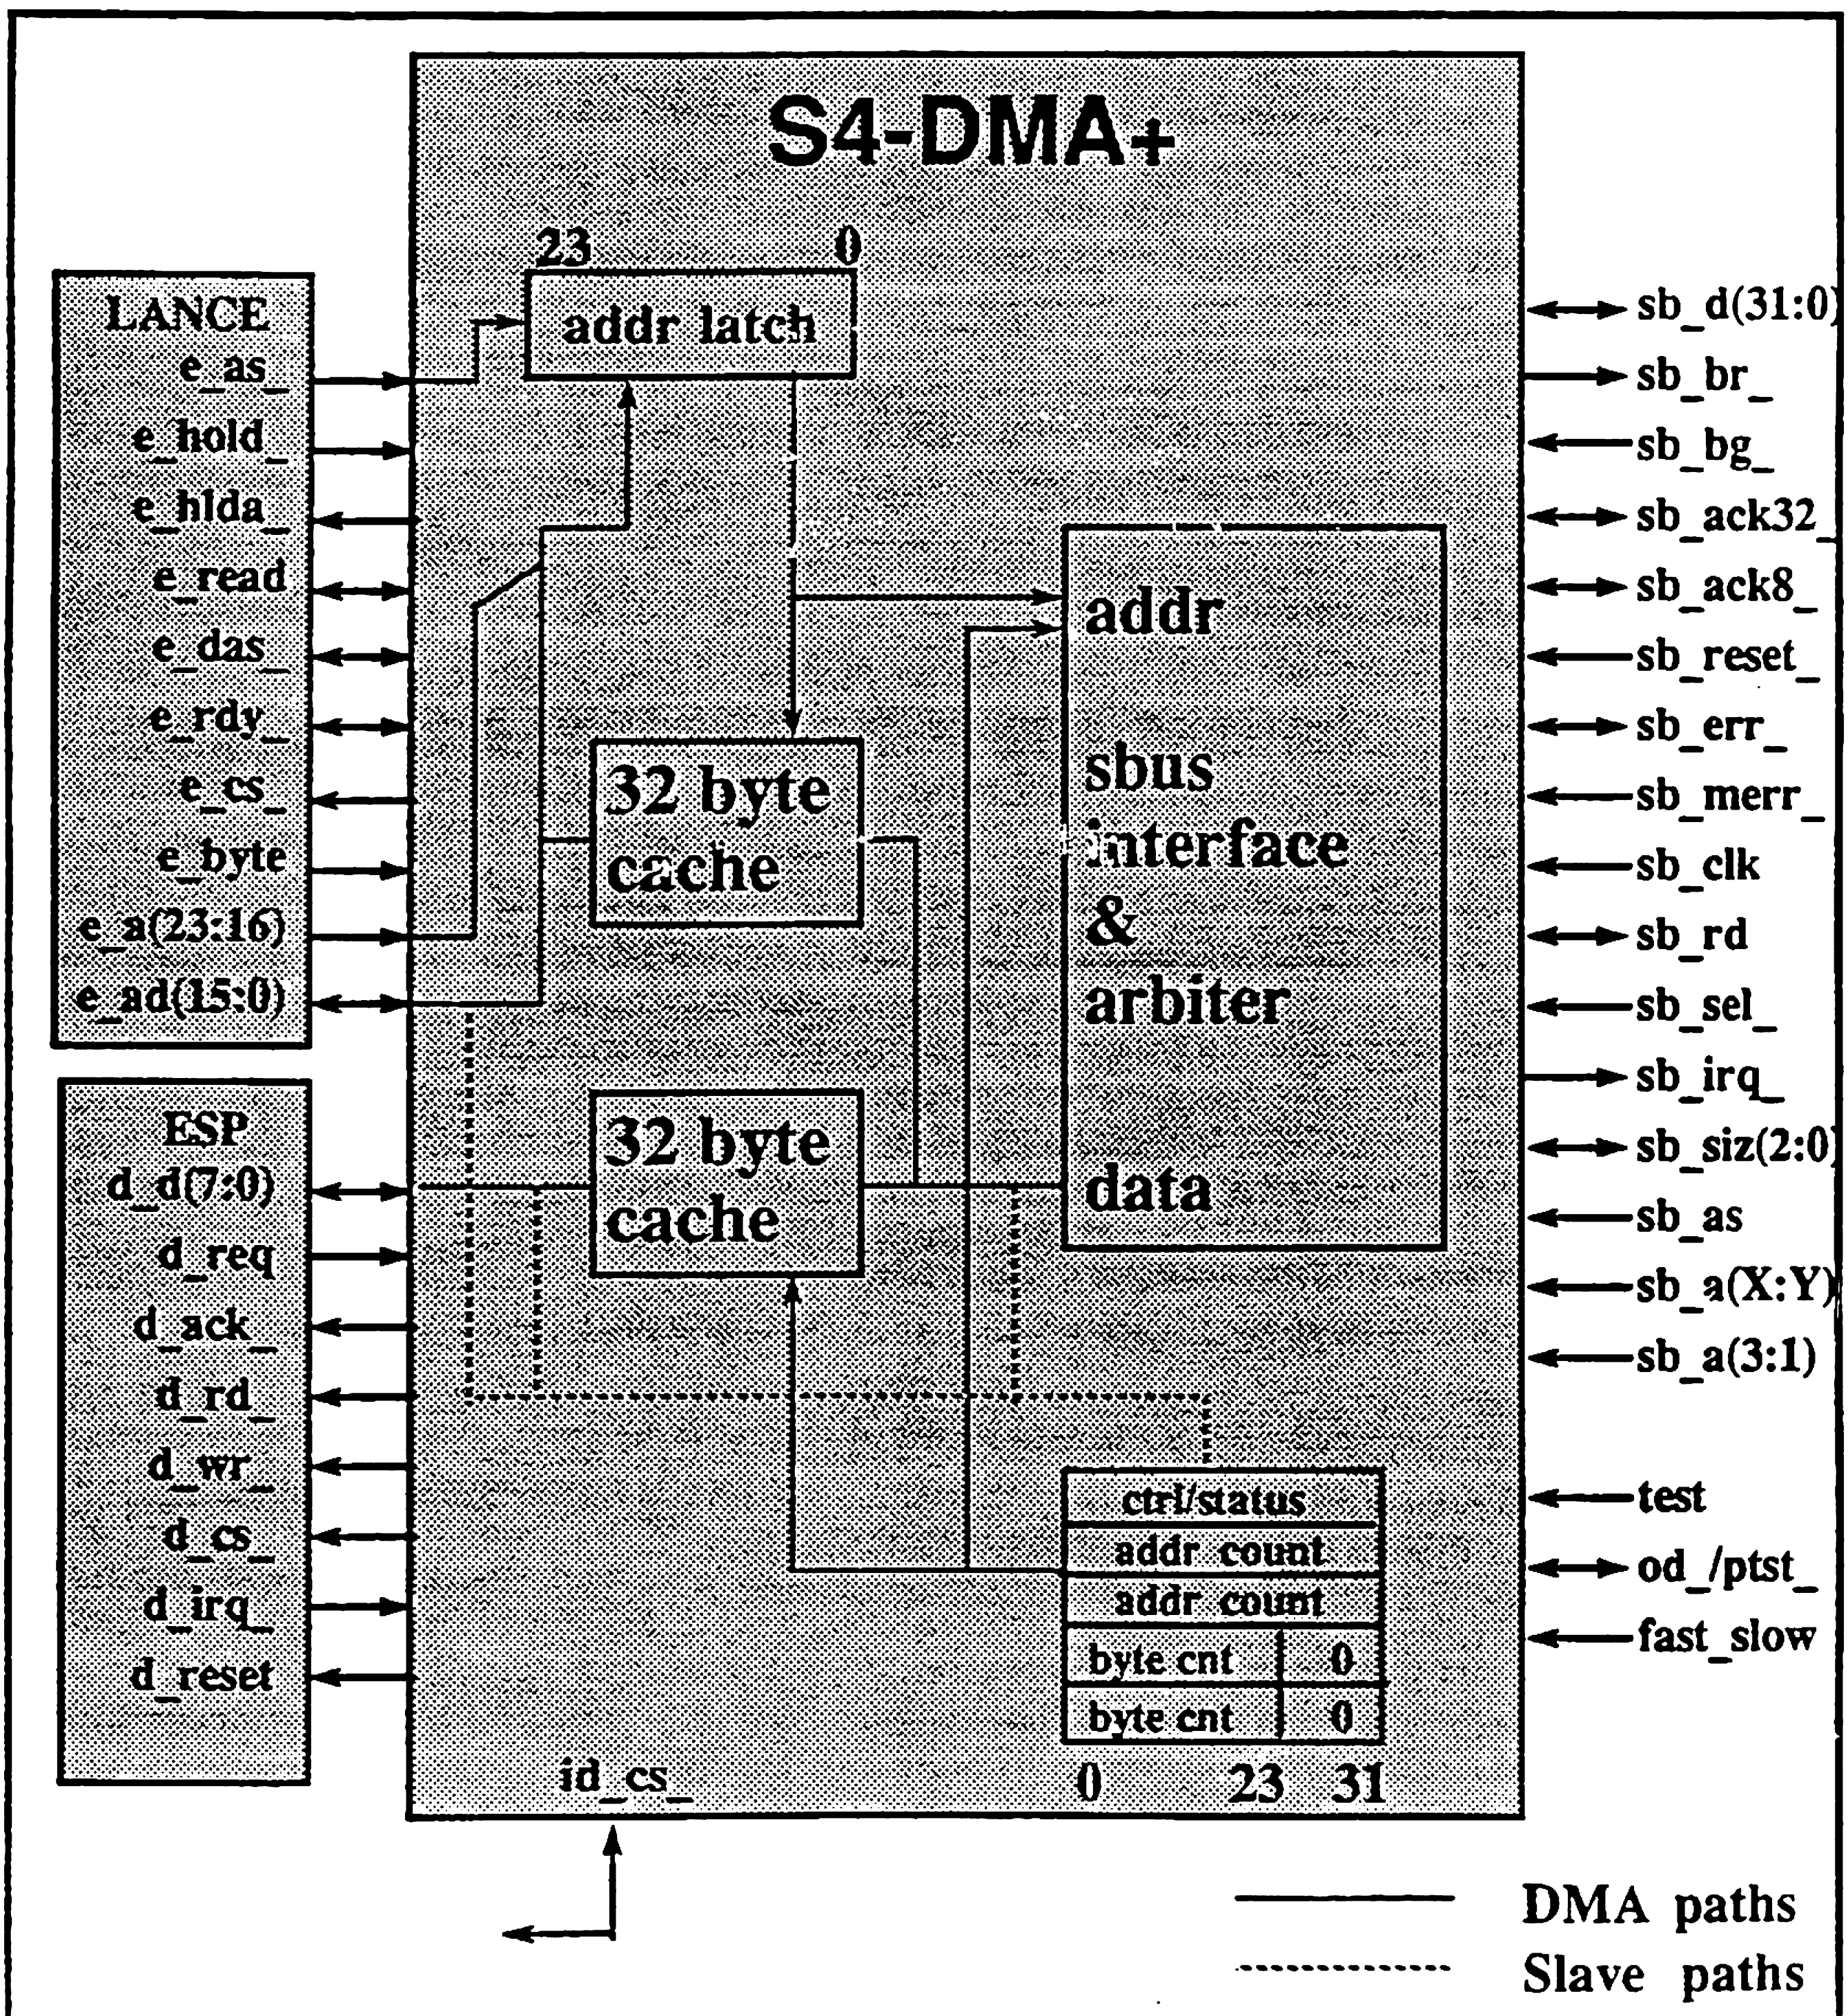 S4-DMA+
23 0
addr latch
LANCE
e_as_
e_hold_
e_hlda_
e_read
e_das_
e_rdy_
e_cs_
e_byte
e_a(23:16)
e_ad(15:0)
ESP
d_d(7:0)
d_req
d_ack_
d_rd_
d_wr_
d_cs_
d_irq_
d_reset
32 byte
cache
32 byte
cache
addr
sbus
interface
&
arbiter
data
ctrl/status
addr count
addr count
byte cnt 0
byte cnt 0
0 23 31
id_cs_
sb_d(31:0)
sb_br_
sb_bg_
sb_ack32_
sb_ack8_
sb_reset_
sb_err_
sb_merr_
sb_clk
sb_rd
sb_sel_
sb_irq_
sb_siz(2:0)
sb_as
sb_a(X:Y)
sb_a(3:1)
test
od_/ptst_
fast_slow
DMA paths
Slave paths